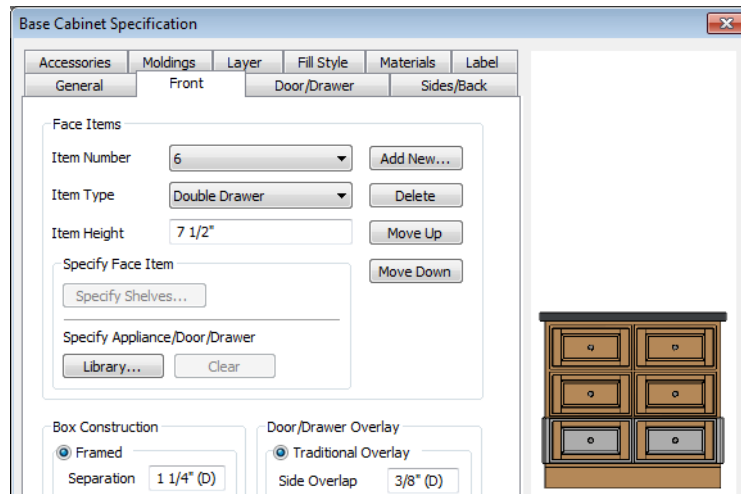 Base Cabinet Specification
Accessories Moldings Layer Fill Style Materials Label
General Front Door/Drawer Sides/Back
Face Items
Item Number 6 Add New...
Item Type Double Drawer Delete
Item Height 7 1/2" Move Up
Specify Face Item Move Down
Specify Shelves...
Specify Appliance/Door/Drawer
Library... Clear
Box Construction Door/Drawer Overlay
Framed Traditional Overlay
Separation 1 1/4" (D) Side Overlap 3/8" (D)